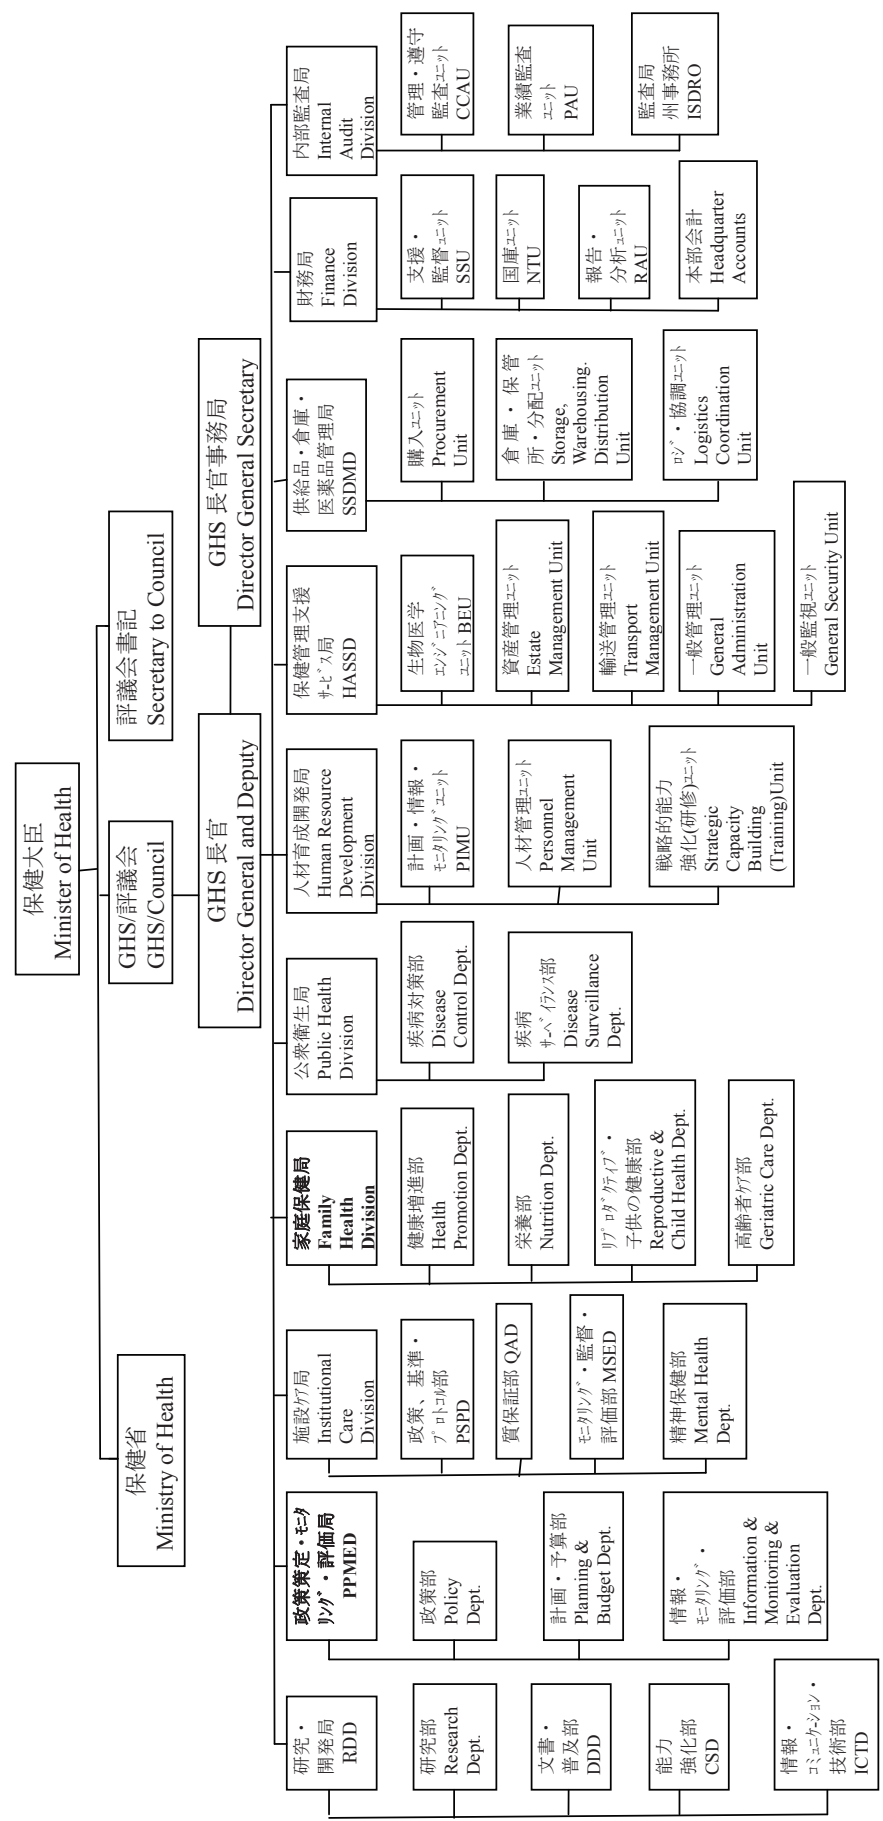 保健大臣
Minister of Health
保健省
Ministry of Health
GHS/評議会
GHS/Council
評議会書記
Secretary to Council
GHS 長官
Director General and Deputy
GHS 長官事務局
Director General Secretary
研究・
開発局
RDD
研究部
Research
Dept.
文書・
普及部
DDD
能力
強化部
CSD
情報・
ｺﾐｭﾆｹｰｼｮﾝ・
技術部
ICTD
政策策定・ﾓﾆﾀ
ﾘﾝｸﾞ・評価局
PPMED
政策部
Policy
Dept.
計画・予算部
Planning &
Budget Dept.
情報・
ﾓﾆﾀﾘﾝｸﾞ・
評価部
Information &
Monitoring &
Evaluation
Dept.
施設ｹｱ局
Institutional
Care
Division
政策、基準・
ﾌﾟﾛﾄｺﾙ部
PSPD
質保証部 QAD
ﾓﾆﾀﾘﾝｸﾞ・監督・
評価部 MSED
精神保健部
Mental Health
Dept.
家庭保健局
Family
Health
Division
健康増進部
Health
Promotion Dept.
栄養部
Nutrition Dept.
ﾘﾌﾟﾛﾀﾞｸﾃｨﾌﾞ・
子供の健康部
Reproductive &
Child Health Dept.
高齢者ｹｱ部
Geriatric Care Dept.
公衆衛生局
Public Health
Division
疾病対策部
Disease
Control Dept.
疾病
ｻｰﾍﾞｲﾗﾝｽ部
Disease
Surveillance
Dept.
人材育成開発局
Human Resource
Development
Division
計画・情報・
ﾓﾆﾀﾘﾝｸﾞﾕﾆｯﾄ
PIMU
人材管理ﾕﾆｯﾄ
Personnel
Management
Unit
戦略的能力
強化(研修)ﾕﾆｯﾄ
Strategic
Capacity
Building
(Training)Unit
保健管理支援
ｻｰﾋﾞｽ局
HASSD
生物医学
ｴﾝｼﾞﾆｱﾆﾝｸﾞ
ﾕﾆｯﾄ BEU
資産管理ﾕﾆｯﾄ
Estate
Management Unit
輸送管理ﾕﾆｯﾄ
Transport
Management Unit
一般管理ﾕﾆｯﾄ
General
Administration
Unit
一般監視ﾕﾆｯﾄ
General Security Unit
供給品・倉庫・
医薬品管理局
SSDMD
購入ﾕﾆｯﾄ
Procurement
Unit
倉庫・保管
所・分配ﾕﾆｯﾄ
Storage,
Warehousing.
Distribution
Unit
ﾛｼﾞ・協調ﾕﾆｯﾄ
Logistics
Coordination
Unit
財務局
Finance
Division
支援・
監督ﾕﾆｯﾄ
SSU
国庫ﾕﾆｯﾄ
NTU
報告・
分析ﾕﾆｯﾄ
RAU
本部会計
Headquarter
Accounts
内部監査局
Internal
Audit
Division
管理・遵守
監査ﾕﾆｯﾄ
CCAU
業績監査
ﾕﾆｯﾄ
PAU
監査局
州事務所
ISDRO